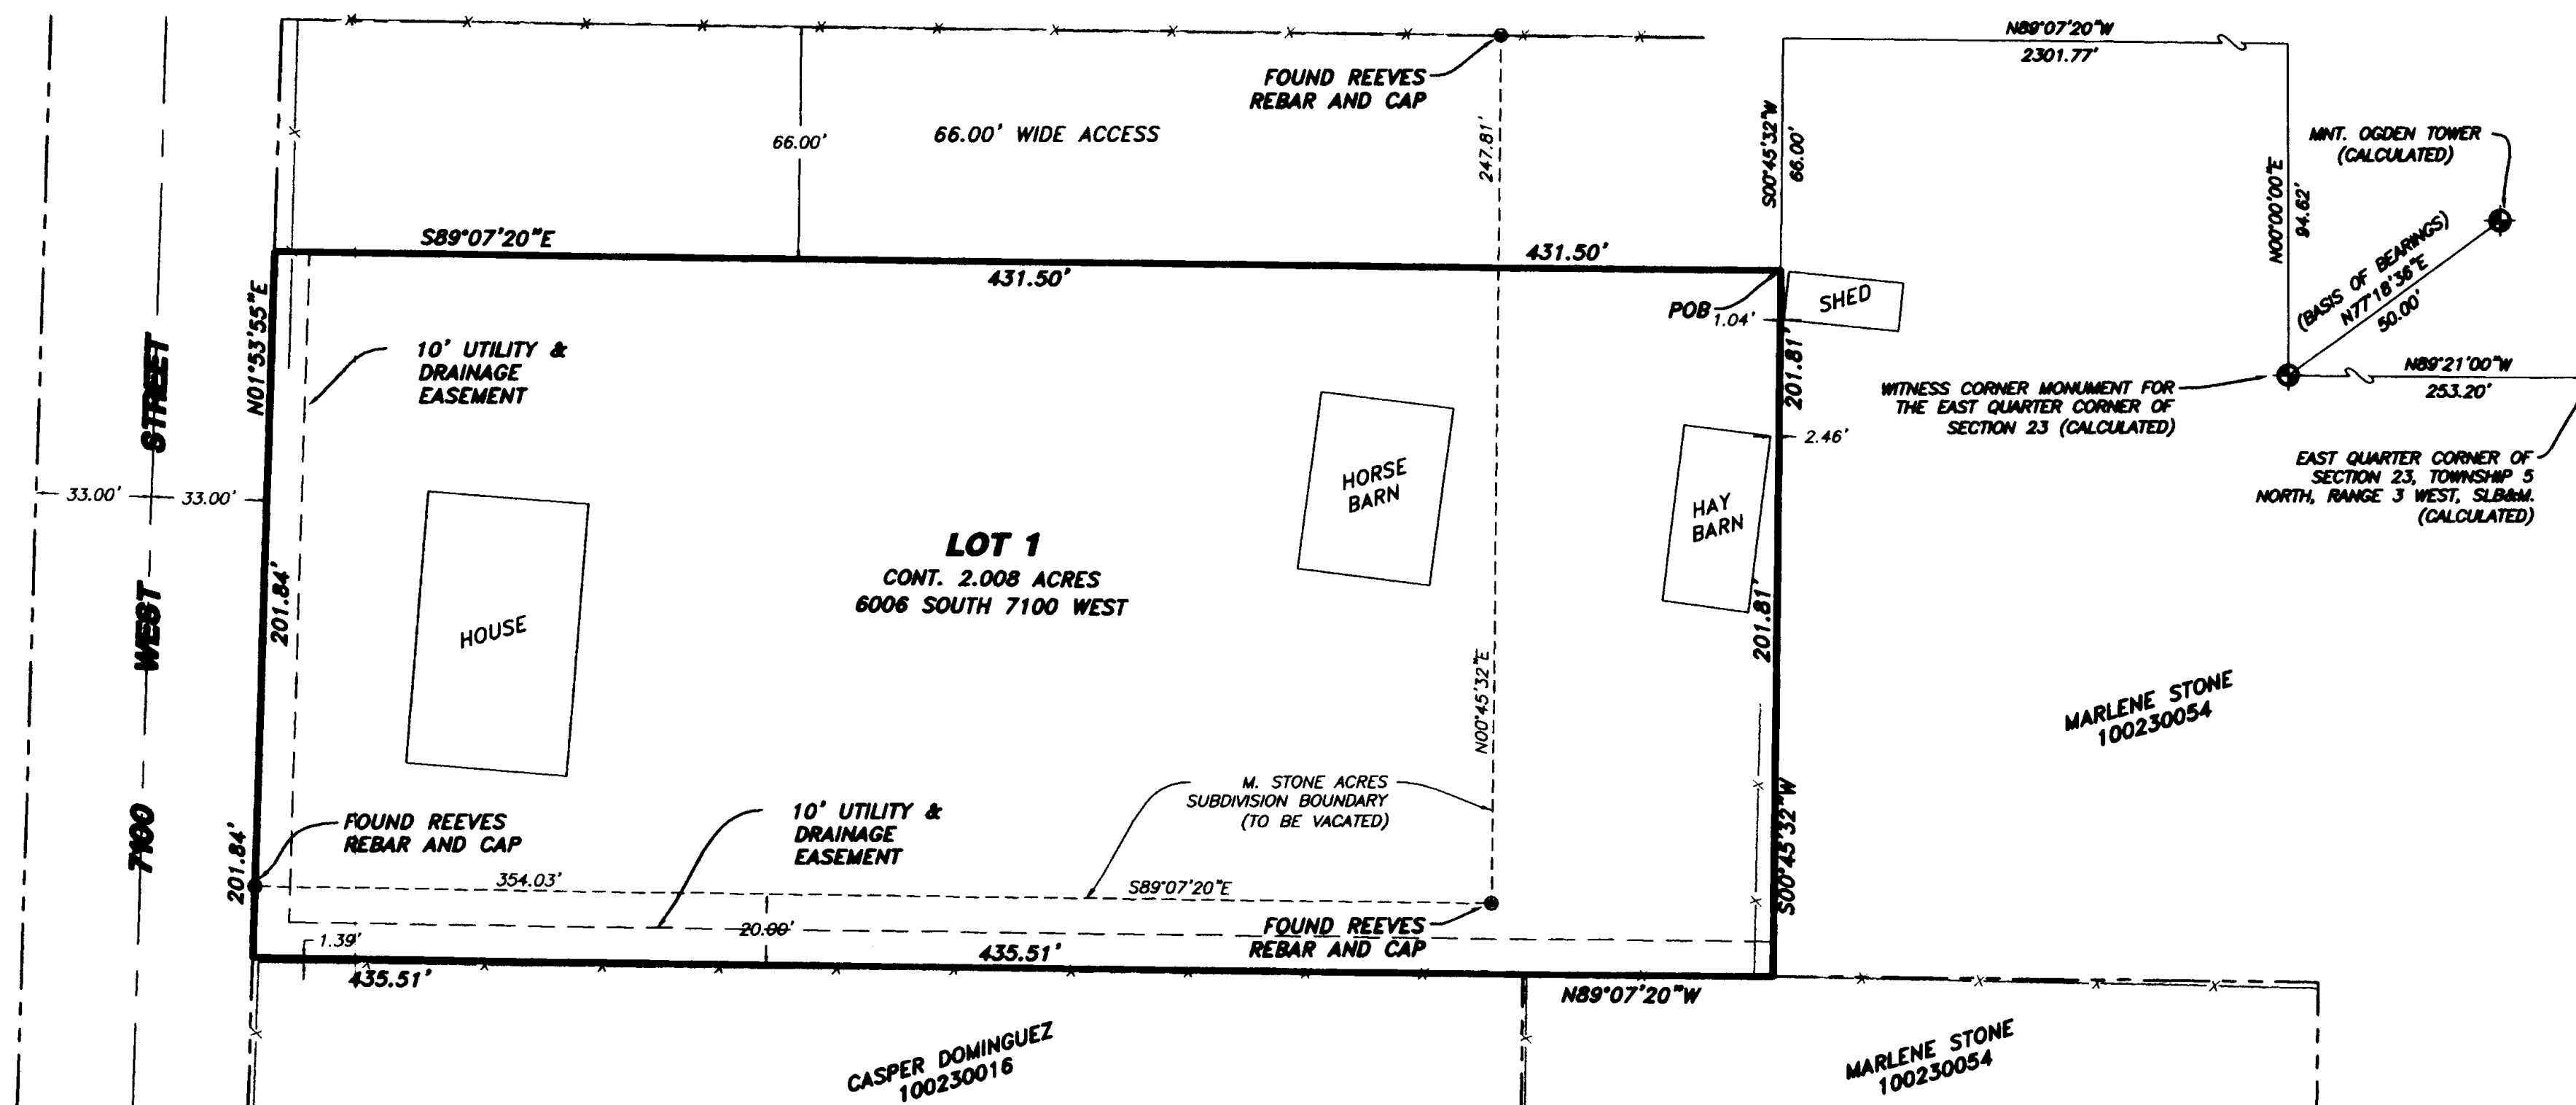 N89°07'20"W
2301.77'
FOUND REEVES
REBAR AND CAP
66.00'
66.00' WIDE ACCESS
247.81'
S00°45'32"W
66.00'
N00°00'00"E
94.62'
MNT. OGDEN TOWER
(CALCULATED)
(BASIS OF BEARINGS)
N77°18'36"E
50.00'
S89°07'20"E
431.50'
431.50'
N01°53'55"E
POB
1.04'
SHED
201.81'
10' UTILITY &
DRAINAGE
EASEMENT
WITNESS CORNER MONUMENT FOR
THE EAST QUARTER CORNER OF
SECTION 23 (CALCULATED)
N89°21'00"W
253.20'
EAST QUARTER CORNER OF
SECTION 23, TOWNSHIP 5
NORTH, RANGE 3 WEST, SLB&M.
(CALCULATED)
7100 WEST STREET
33.00'
33.00'
HORSE
BARN
HAY
BARN
2.46'
LOT 1
CONT. 2.008 ACRES
6006 SOUTH 7100 WEST
HOUSE
201.84'
201.81'
N00°45'32"E
MARLENE STONE
100230054
M. STONE ACRES
SUBDIVISION BOUNDARY
(TO BE VACATED)
S00°45'32"W
FOUND REEVES
REBAR AND CAP
10' UTILITY &
DRAINAGE
EASEMENT
201.84'
354.03'
S89°07'20"E
FOUND REEVES
REBAR AND CAP
1.39'
20.00'
435.51'
435.51'
N89°07'20"W
CASPER DOMINGUEZ
100230016
MARLENE STONE
100230054